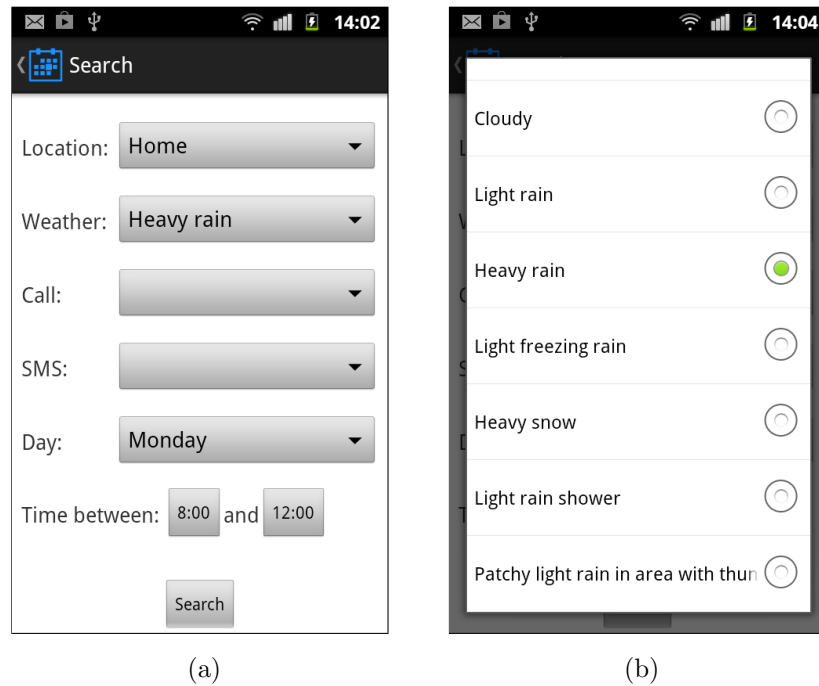 14:02
Search
Location: Home
Weather: Heavy rain
Call:
SMS:
Day: Monday
Time between: 8:00 and 12:00
Search
(a)
14:04
Cloudy
Light rain
Heavy rain
Light freezing rain
Heavy snow
Light rain shower
Patchy light rain in area with thun
(b)